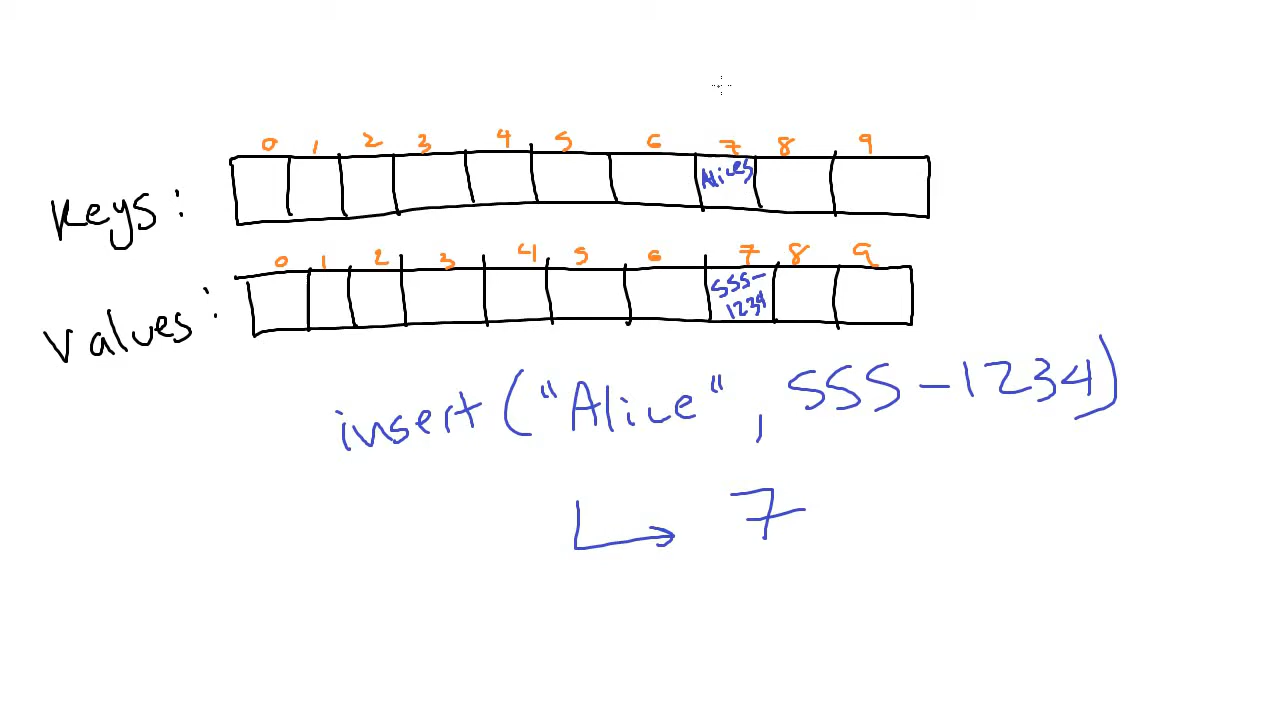 0 1 2 3 4 5 6 7 8 9
keys: Alices
0 1 2 3 4 5 6 7 8 9
values: 555-
1234
insert("Alice", 555-1234)
7